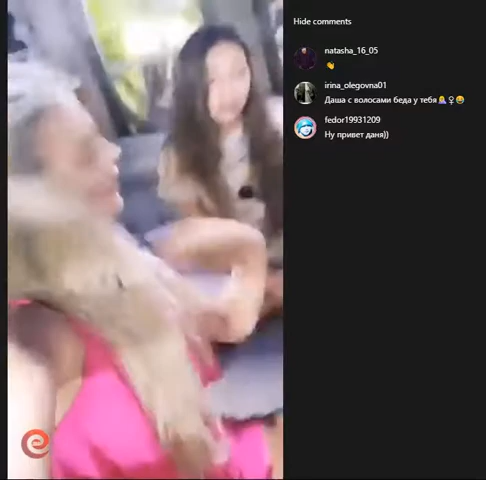 Hide comments
natasha_16_05
👏
irina_olegovna01
Даша с волосами беда у тебя🤦‍♀️😂
fedor19931209
Ну привет даня))